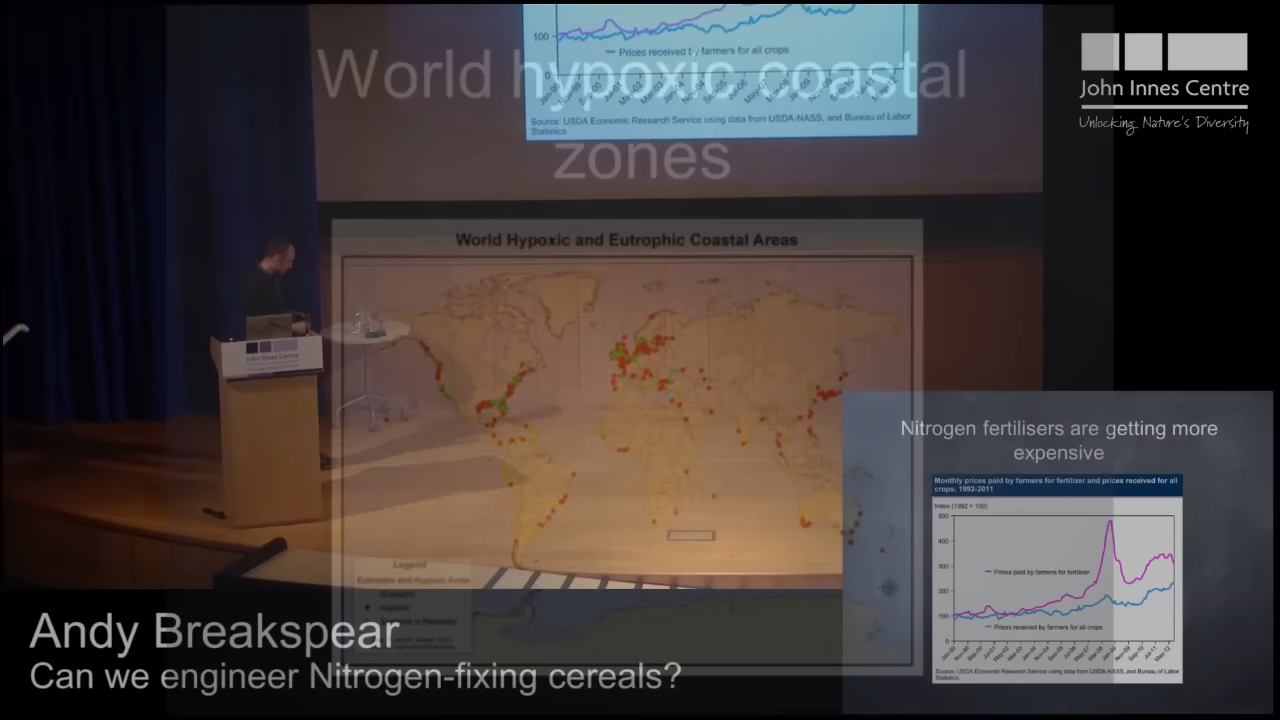 World hypoxic coastal
zones
100
Prices received by farmers for all crops
0
Source: USDA Economic Research Service using data from USDA-NASS, and Bureau of Labor
Statistics.
John Innes Centre
Unlocking Nature's Diversity
World Hypoxic and Eutrophic Coastal Areas
John Innes Centre
Legend
Eutrophic and Hypoxic Areas
Eutrophic
Hypoxic
Systems in Recovery
Nitrogen fertilisers are getting more
expensive
Monthly prices paid by farmers for fertilizer and prices received for all
crops, 1992-2011
Index (1992 = 100)
500
400
300
200
100
0
Prices paid by farmers for fertilizer
Prices received by farmers for all crops
Source: USDA Economic Research Service using data from USDA-NASS, and Bureau of Labor
Statistics.
Andy Breakspear
Can we engineer Nitrogen-fixing cereals?